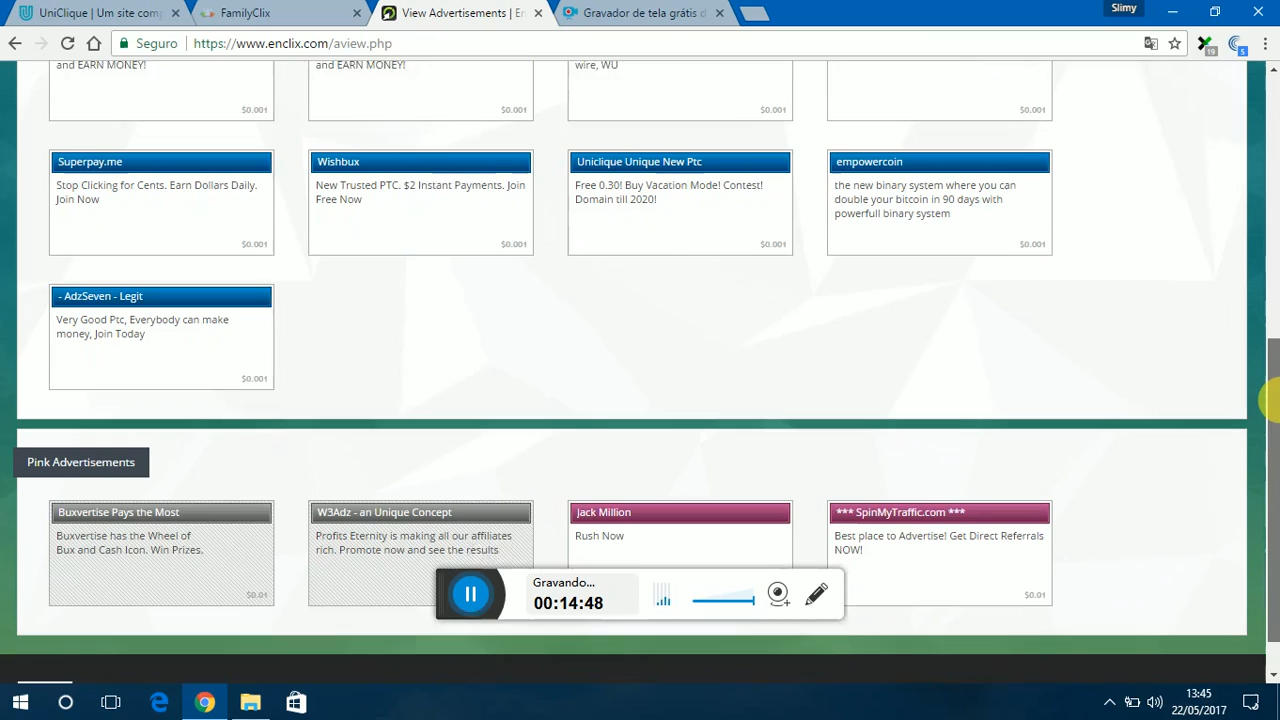 UniClique | Um site comp
FamilyClix
View Advertisements | En
Gravador de tela grátis d
Slimy
Seguro
https://www.enclix.com/aview.php
19
5
and EARN MONEY!
and EARN MONEY!
wire, WU
$0.001
$0.001
$0.001
$0.001
Superpay.me
Stop Clicking for Cents. Earn Dollars Daily.
Join Now
$0.001
Wishbux
New Trusted PTC. $2 Instant Payments. Join
Free Now
$0.001
Uniclique Unique New Ptc
Free 0.30! Buy Vacation Mode! Contest!
Domain till 2020!
$0.001
empowercoin
the new binary system where you can
double your bitcoin in 90 days with
powerfull binary system
$0.001
- AdzSeven - Legit
Very Good Ptc, Everybody can make
money, Join Today
$0.001
Pink Advertisements
Buxvertise Pays the Most
Buxvertise has the Wheel of
Bux and Cash Icon. Win Prizes.
$0.01
W3Adz - an Unique Concept
Profits Eternity is making all our affiliates
rich. Promote now and see the results
Jack Million
Rush Now
*** SpinMyTraffic.com ***
Best place to Advertise! Get Direct Referrals
NOW!
$0.01
Gravando...
00:14:48
13:45
22/05/2017